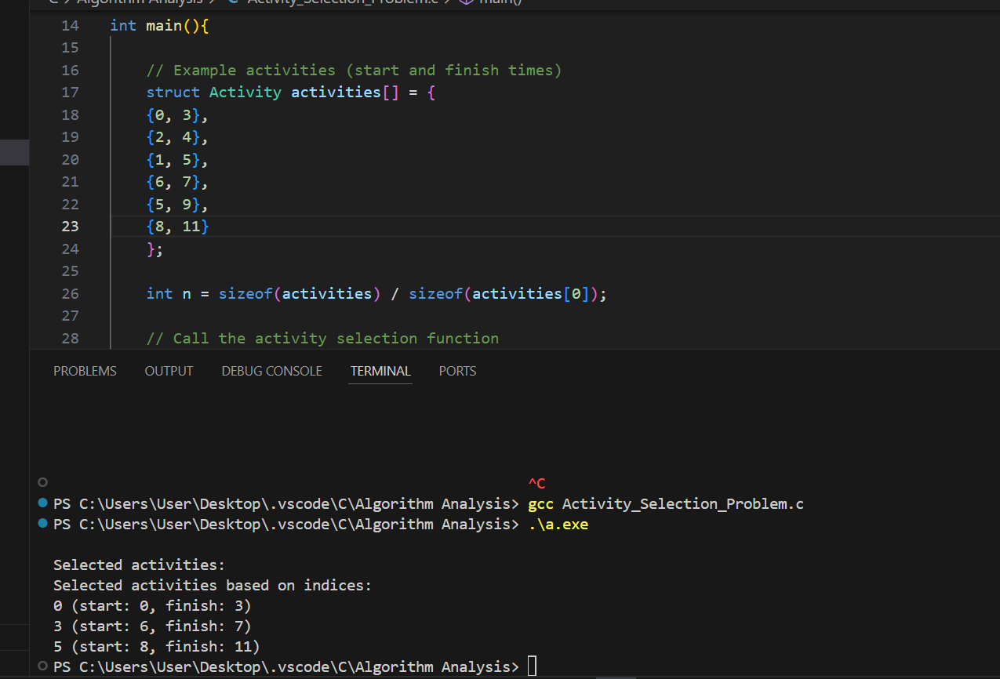 Algorithm Analysis > C Activity_Selection_Problem.c > main()
14 int main(){
15
16 // Example activities (start and finish times)
17 struct Activity activities[] = {
18 {0, 3},
19 {2, 4},
20 {1, 5},
21 {6, 7},
22 {5, 9},
23 {8, 11}
24 };
25
26 int n = sizeof(activities) / sizeof(activities[0]);
27
28 // Call the activity selection function
PROBLEMS OUTPUT DEBUG CONSOLE TERMINAL PORTS
^C
PS C:\Users\User\Desktop\.vscode\C\Algorithm Analysis> gcc Activity_Selection_Problem.c
PS C:\Users\User\Desktop\.vscode\C\Algorithm Analysis> .\a.exe
Selected activities:
Selected activities based on indices:
0 (start: 0, finish: 3)
3 (start: 6, finish: 7)
5 (start: 8, finish: 11)
PS C:\Users\User\Desktop\.vscode\C\Algorithm Analysis>